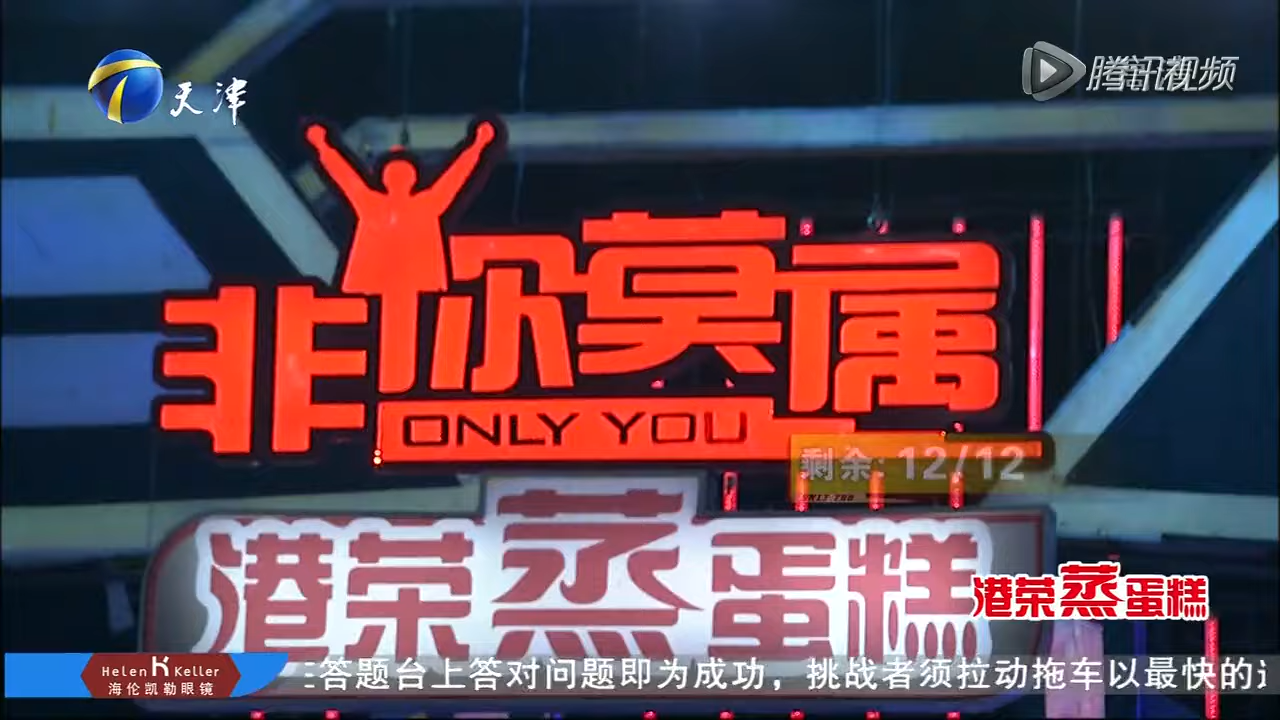 天津
腾讯视频
非你莫属
ONLY YOU
剩余: 12/12
港荣蒸蛋糕
港荣蒸蛋糕
Helen Keller
海伦凯勒眼镜
答题台上答对问题即为成功，挑战者须拉动拖车以最快的